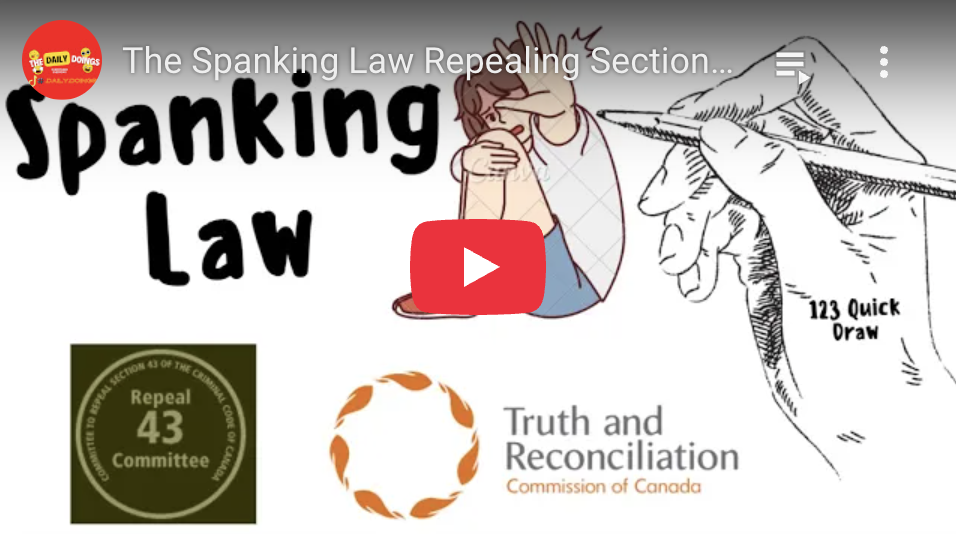 THE DAILY DOINGS
The Spanking Law Repealing Section...
Spanking
Law
Canva
123 Quick
Draw
COMMITTEE TO REPEAL SECTION 43 OF THE CRIMINAL CODE OF CANADA
Repeal
43
Committee
Truth and
Reconciliation
Commission of Canada